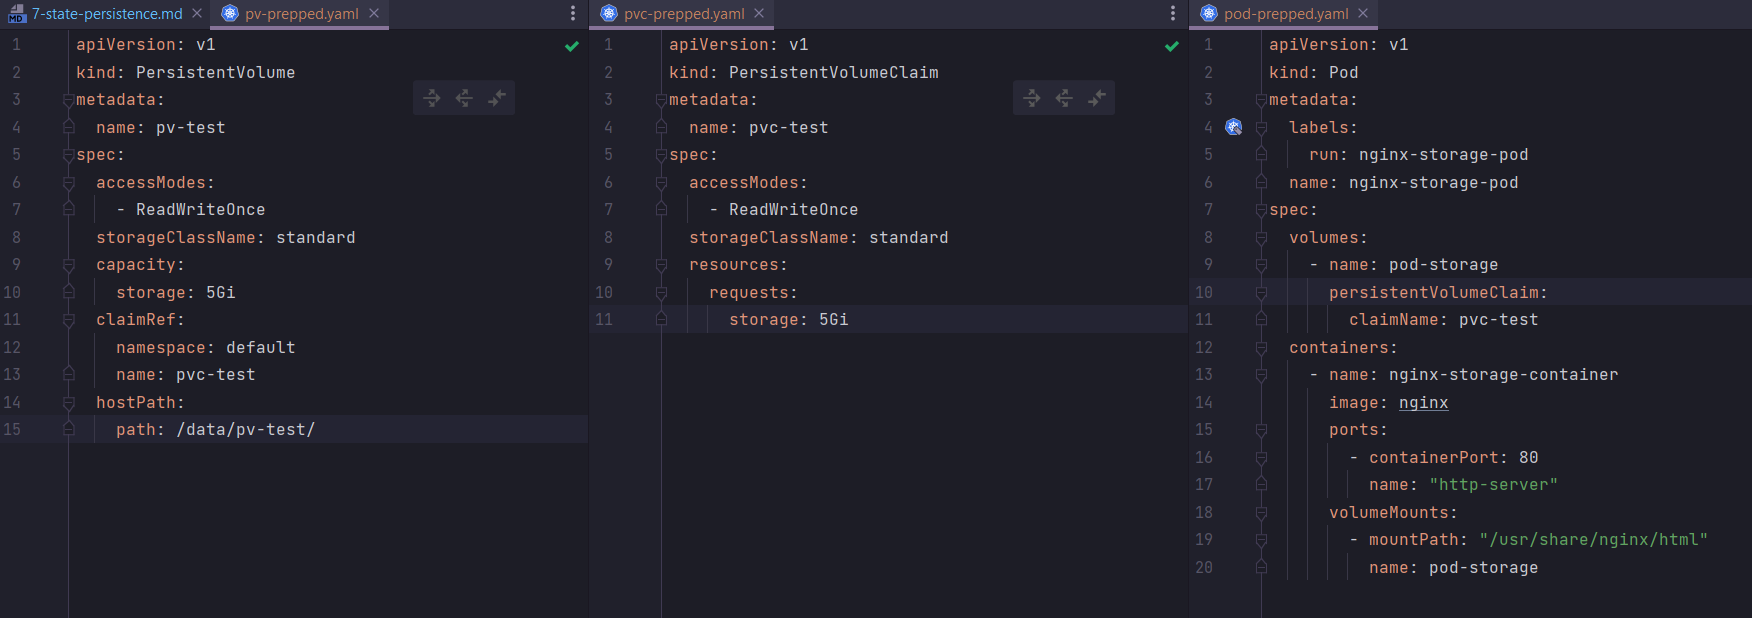 7-state-persistence.md
pv-prepped.yaml
1 apiVersion: v1
2 kind: PersistentVolume
3 metadata:
4   name: pv-test
5 spec:
6   accessModes:
7     - ReadWriteOnce
8   storageClassName: standard
9   capacity:
10     storage: 5Gi
11   claimRef:
12     namespace: default
13     name: pvc-test
14   hostPath:
15     path: /data/pv-test/
pvc-prepped.yaml
1 apiVersion: v1
2 kind: PersistentVolumeClaim
3 metadata:
4   name: pvc-test
5 spec:
6   accessModes:
7     - ReadWriteOnce
8   storageClassName: standard
9   resources:
10     requests:
11       storage: 5Gi
pod-prepped.yaml
1 apiVersion: v1
2 kind: Pod
3 metadata:
4   labels:
5     run: nginx-storage-pod
6   name: nginx-storage-pod
7 spec:
8   volumes:
9     - name: pod-storage
10       persistentVolumeClaim:
11         claimName: pvc-test
12   containers:
13     - name: nginx-storage-container
14       image: nginx
15       ports:
16         - containerPort: 80
17           name: "http-server"
18       volumeMounts:
19         - mountPath: "/usr/share/nginx/html"
20           name: pod-storage
MD